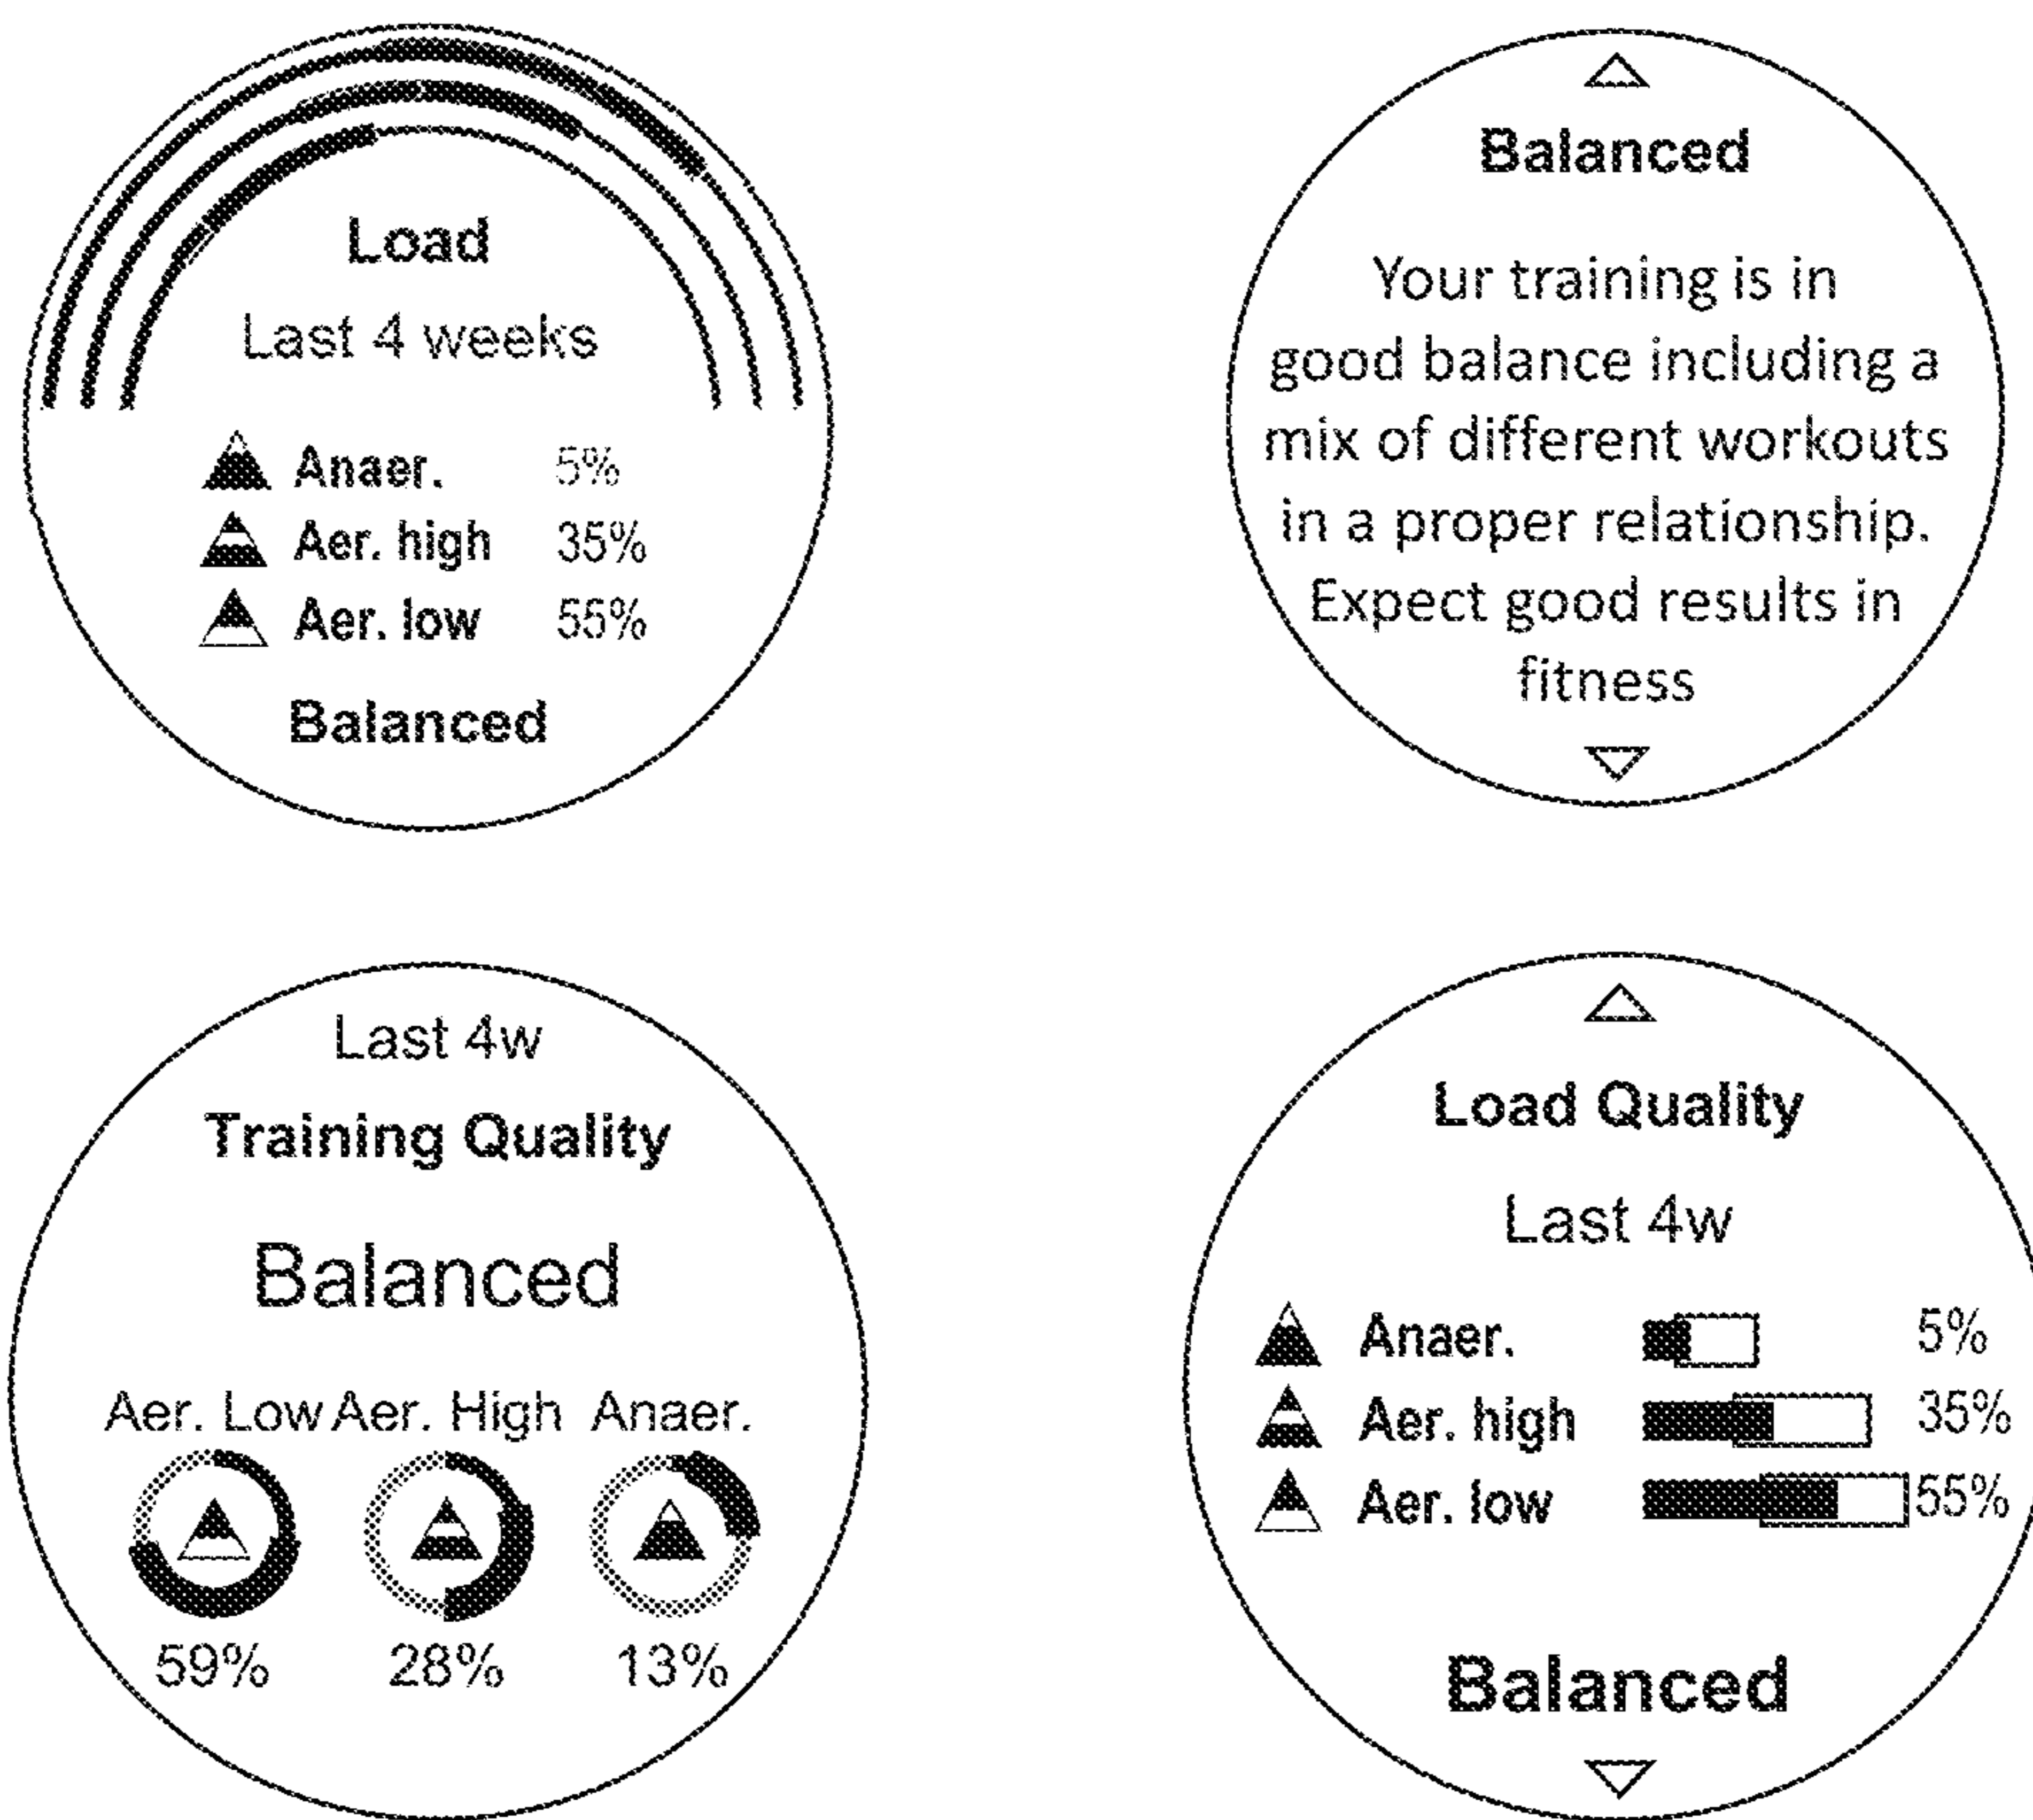 Load
Last 4 weeks
Anaer. 5%
Aer. high 35%
Aer. low 55%
Balanced
Balanced
Your training is in
good balance including a
mix of different workouts
in a proper relationship.
Expect good results in
fitness
Last 4w
Training Quality
Balanced
Aer. Low Aer. High Anaer.
59% 28% 13%
Load Quality
Last 4w
Anaer. 5%
Aer. high 35%
Aer. low 55%
Balanced